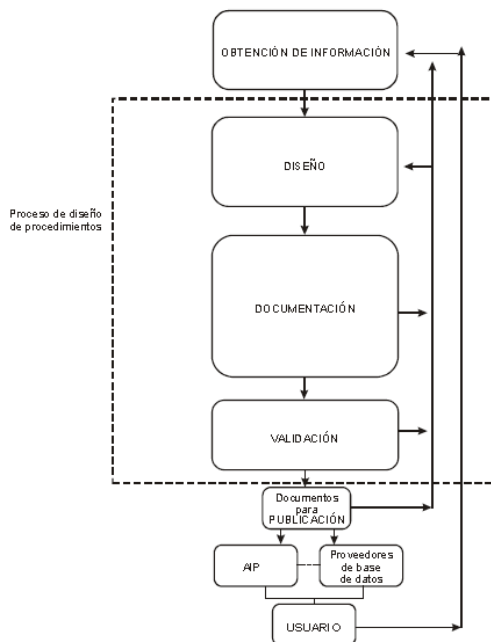 OBTENCIÓN DE INFORMACIÓN
DISEÑO
Proceso de diseño
de procedimientos
DOCUMENTACIÓN
VALIDACIÓN
Documentos
para
PUBLICACIÓN
AIP
Proveedores
de base
de datos
USUARIO